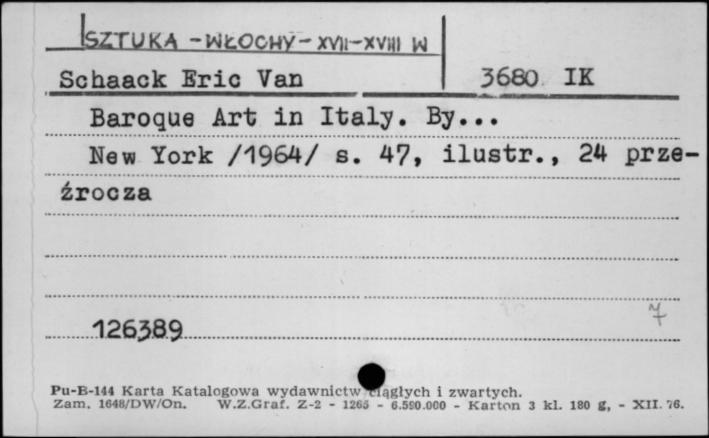 SZTUKA - WŁOCHY - XVII-XVIII W
Schaack Eric Van 3680 IK
Baroque Art in Italy. By...
New York /1964/ s. 47, ilustr., 24 prze-
źrocza
7
126389
Pu-B-144 Karta Katalogowa wydawnictw ciągłych i zwartych.
Zam. 1648/DW/On. W.Z.Graf. Z-2 - 1265 - 6.590.000 - Karton 3 kl. 180 g, - XII. 76.